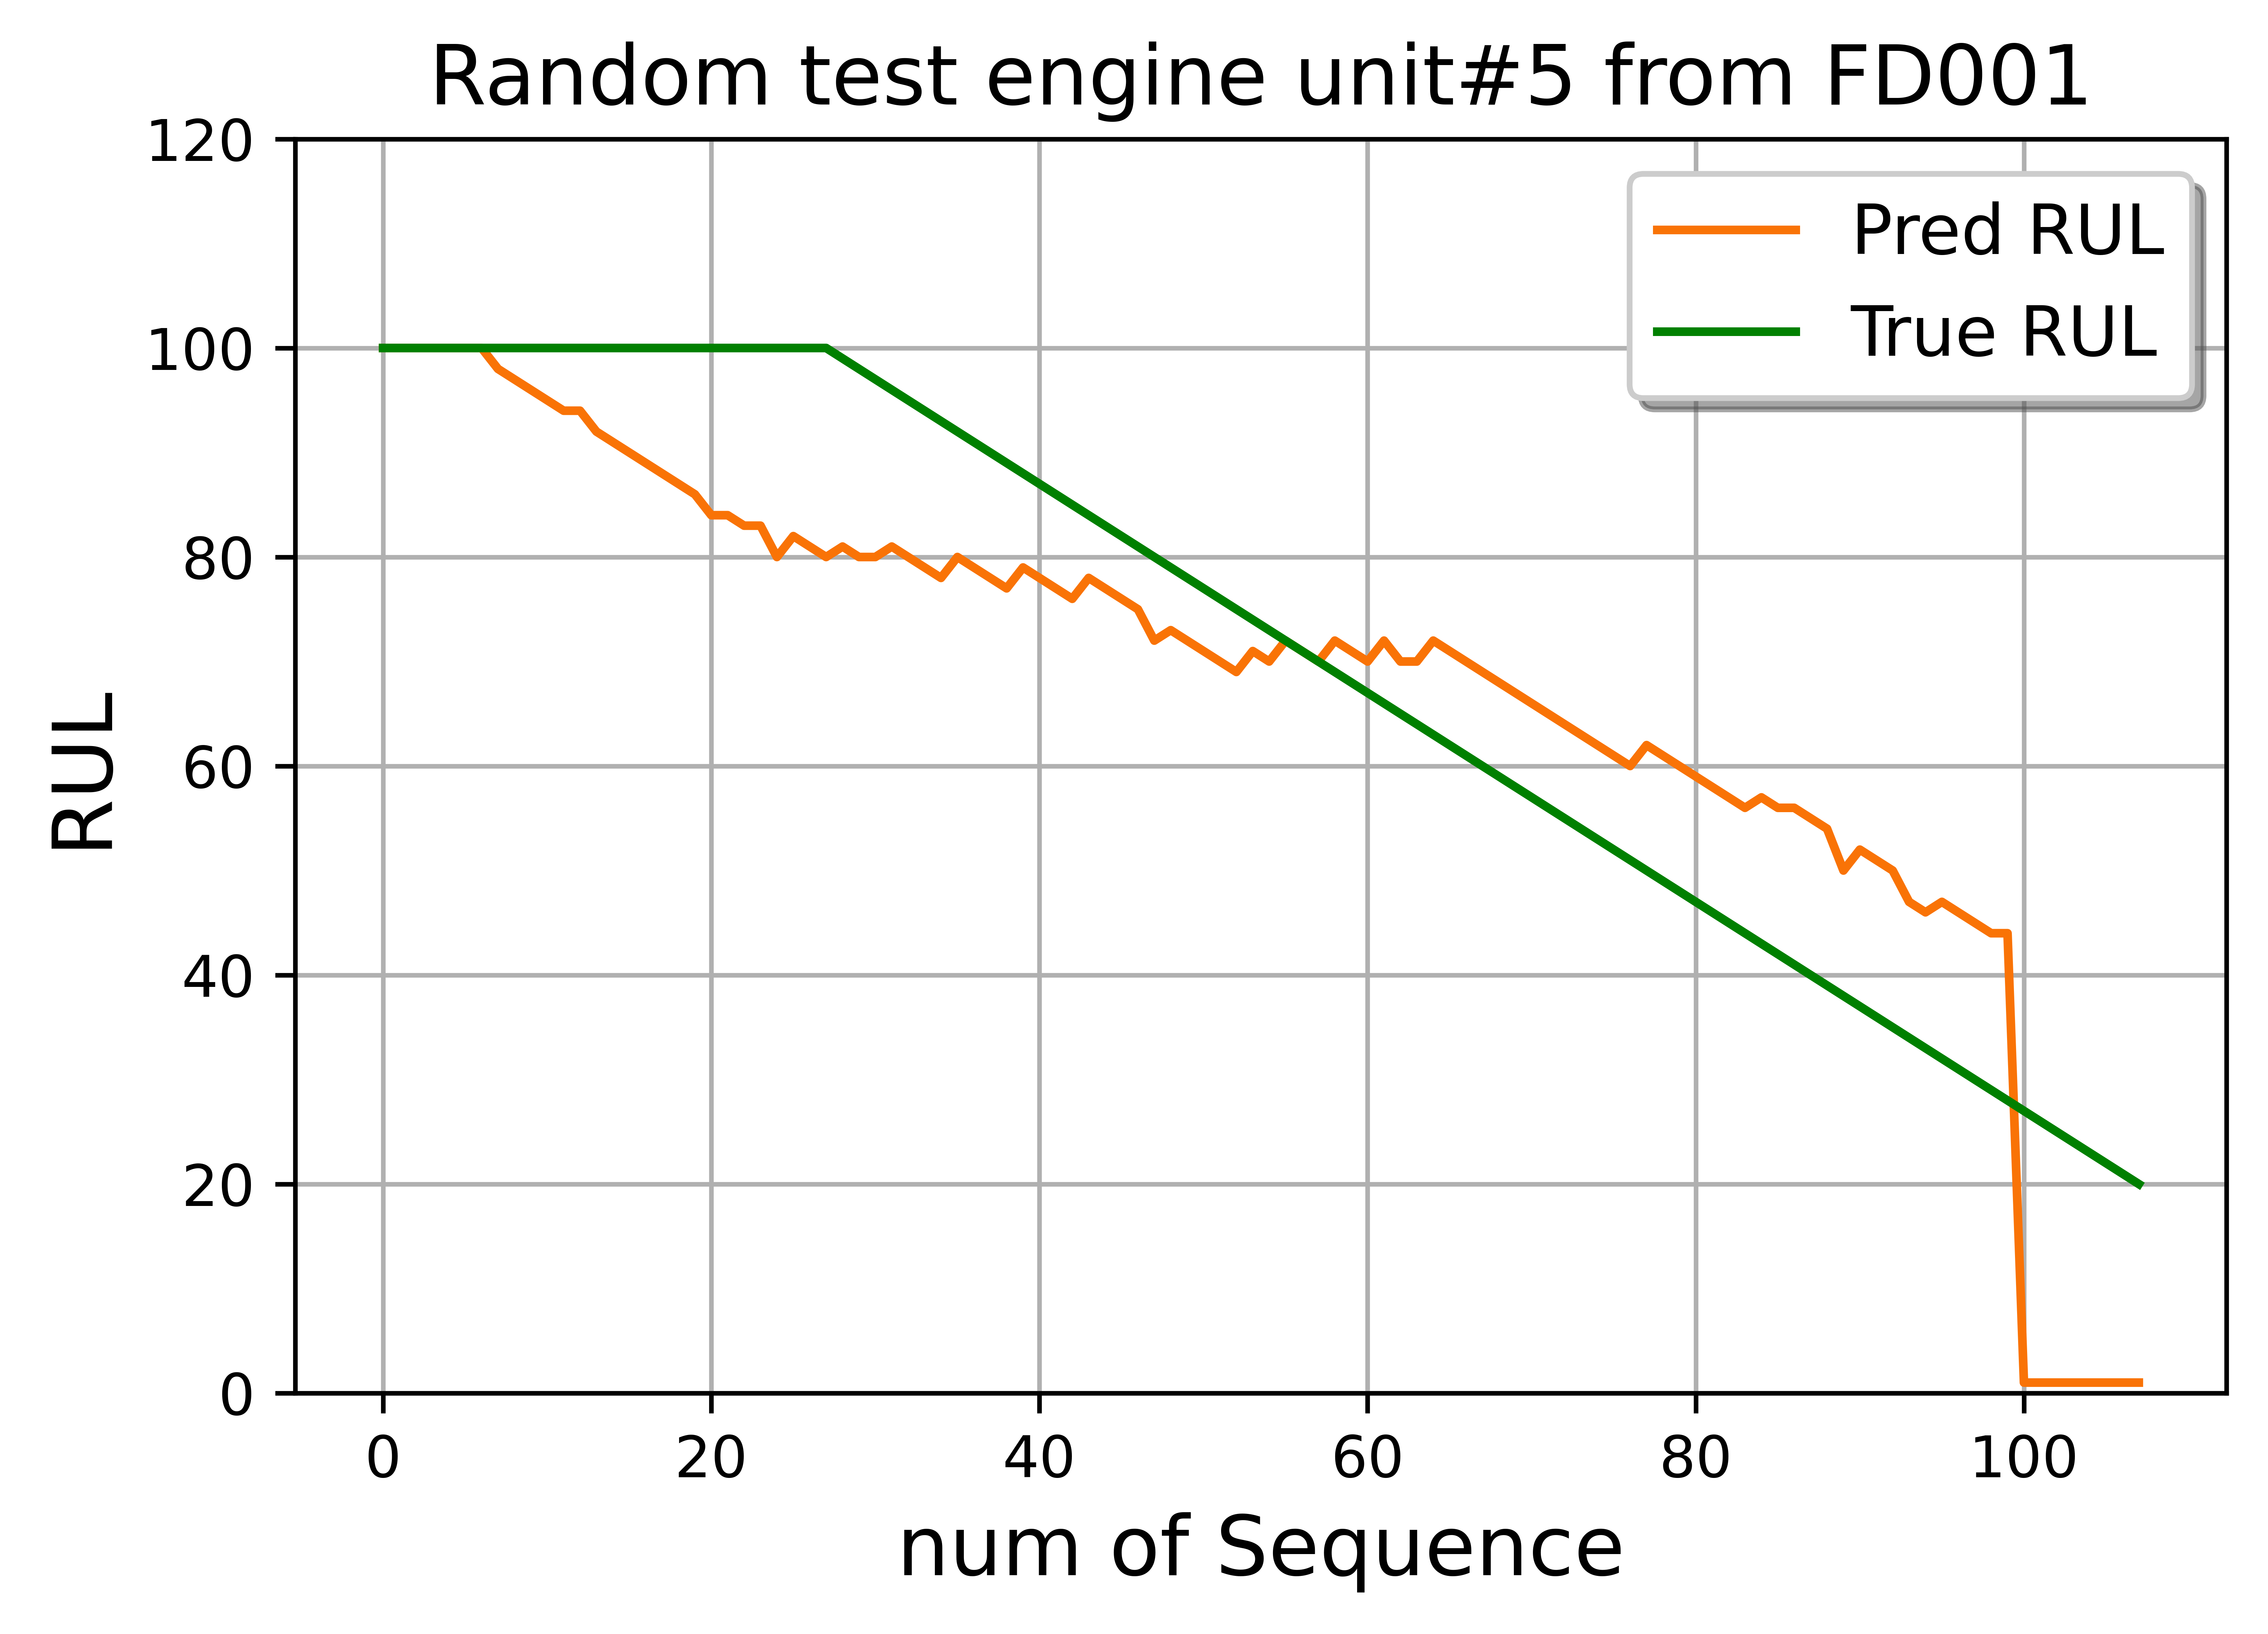 Random test engine unit#5 from FD001
120
100
80
60
40
20
0
RUL
Pred RUL
True RUL
0 20 40 60 80 100
num of Sequence